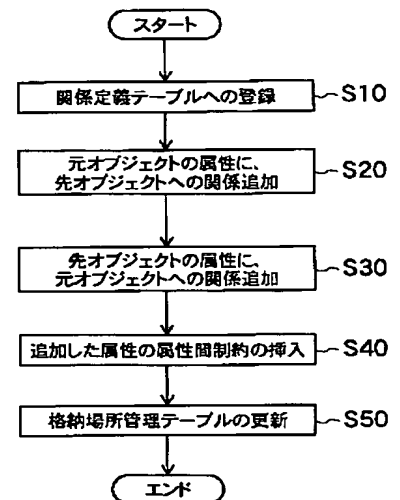 スタート
関係定義テーブルへの登録
S10
元オブジェクトの属性に、
先オブジェクトへの関係追加
S20
先オブジェクトの属性に、
元オブジェクトへの関係追加
S30
追加した属性の属性間制約の挿入
S40
格納場所管理テーブルの更新
S50
エンド